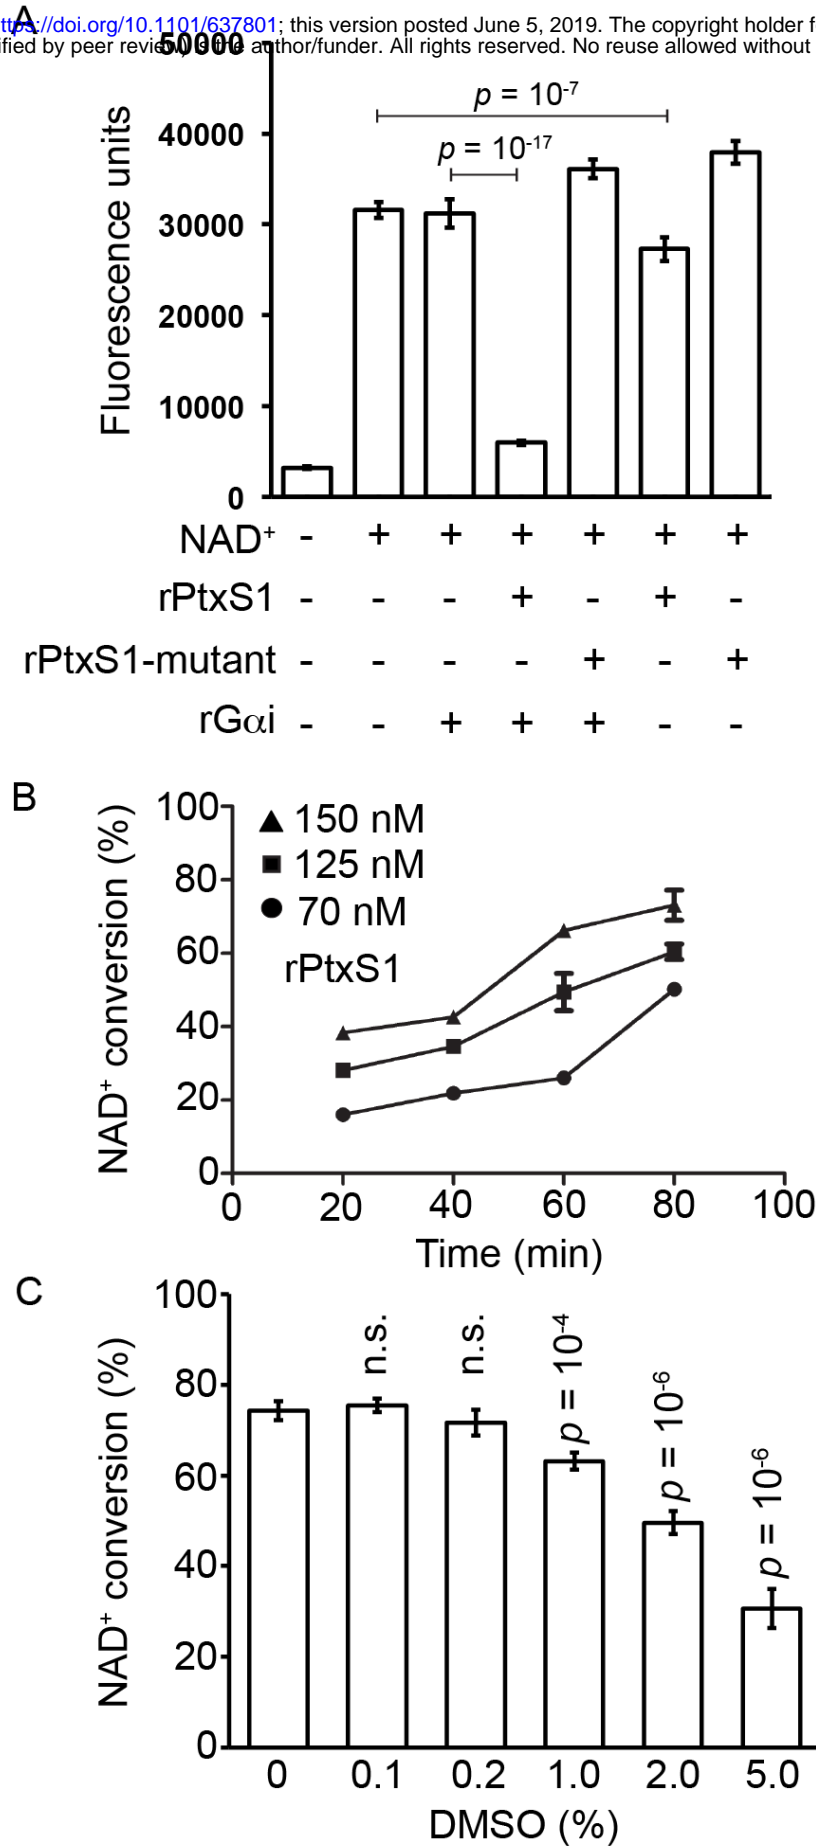 https://doi.org/10.1101/637801; this version posted June 5, 2019. The copyright holder f
ified by peer review) is the author/funder. All rights reserved. No reuse allowed without
A
50000
40000
30000
20000
10000
0
Fluorescence units
p = 10⁻⁷
p = 10⁻¹⁷
NAD⁺ - + + + + + +
rPtxS1 - - - + - + -
rPtxS1-mutant - - - - + - +
rGαi - - + + + - -
B
100
80
60
40
20
0
NAD⁺ conversion (%)
▲ 150 nM
■ 125 nM
● 70 nM
rPtxS1
0 20 40 60 80 100
Time (min)
C
100
80
60
40
20
0
NAD⁺ conversion (%)
n.s.
n.s.
p = 10⁻⁴
p = 10⁻⁶
p = 10⁻⁶
0 0.1 0.2 1.0 2.0 5.0
DMSO (%)